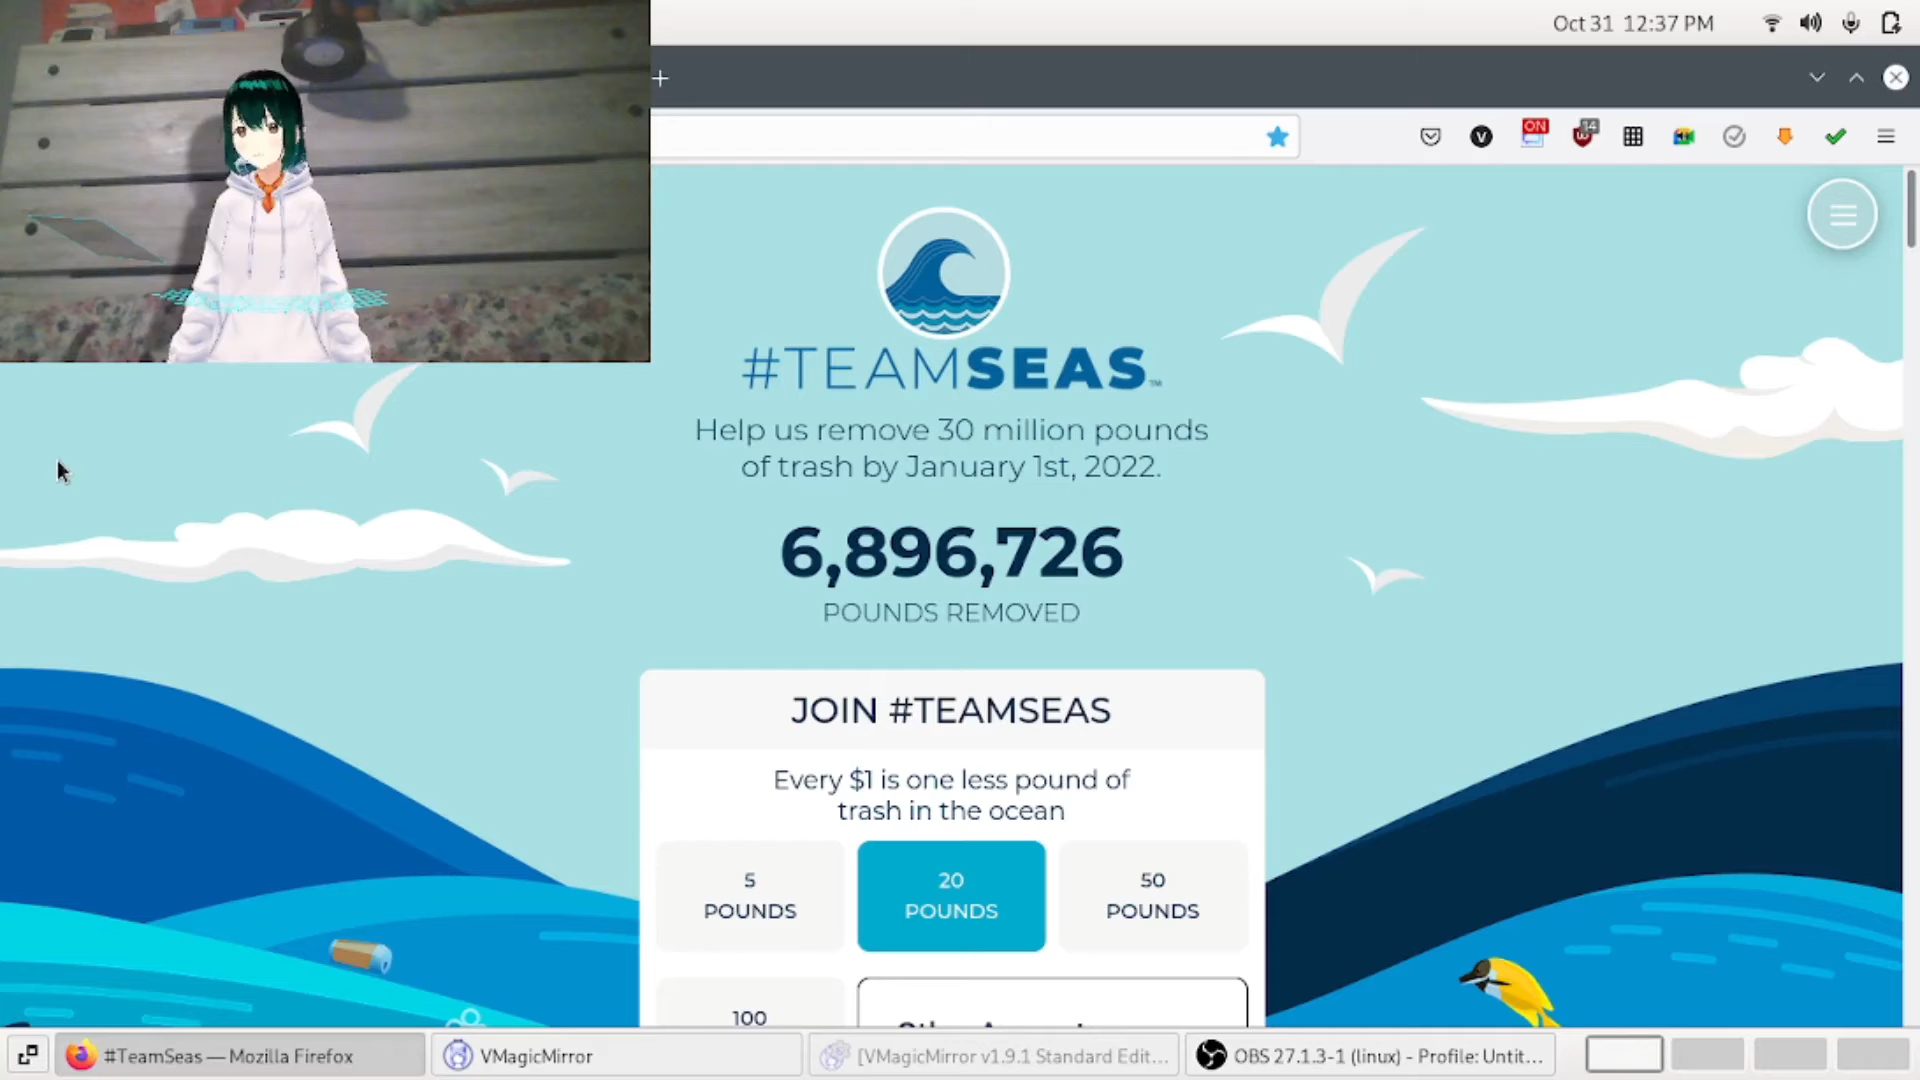 Oct 31 12:37 PM
ON
14
#TEAMSEAS™
Help us remove 30 million pounds
of trash by January 1st, 2022.
6,896,726
POUNDS REMOVED
JOIN #TEAMSEAS
Every $1 is one less pound of
trash in the ocean
5
POUNDS
20
POUNDS
50
POUNDS
100
#TeamSeas — Mozilla Firefox
VMagicMirror
[VMagicMirror v1.9.1 Standard Edit...
OBS 27.1.3-1 (linux) - Profile: Untit...